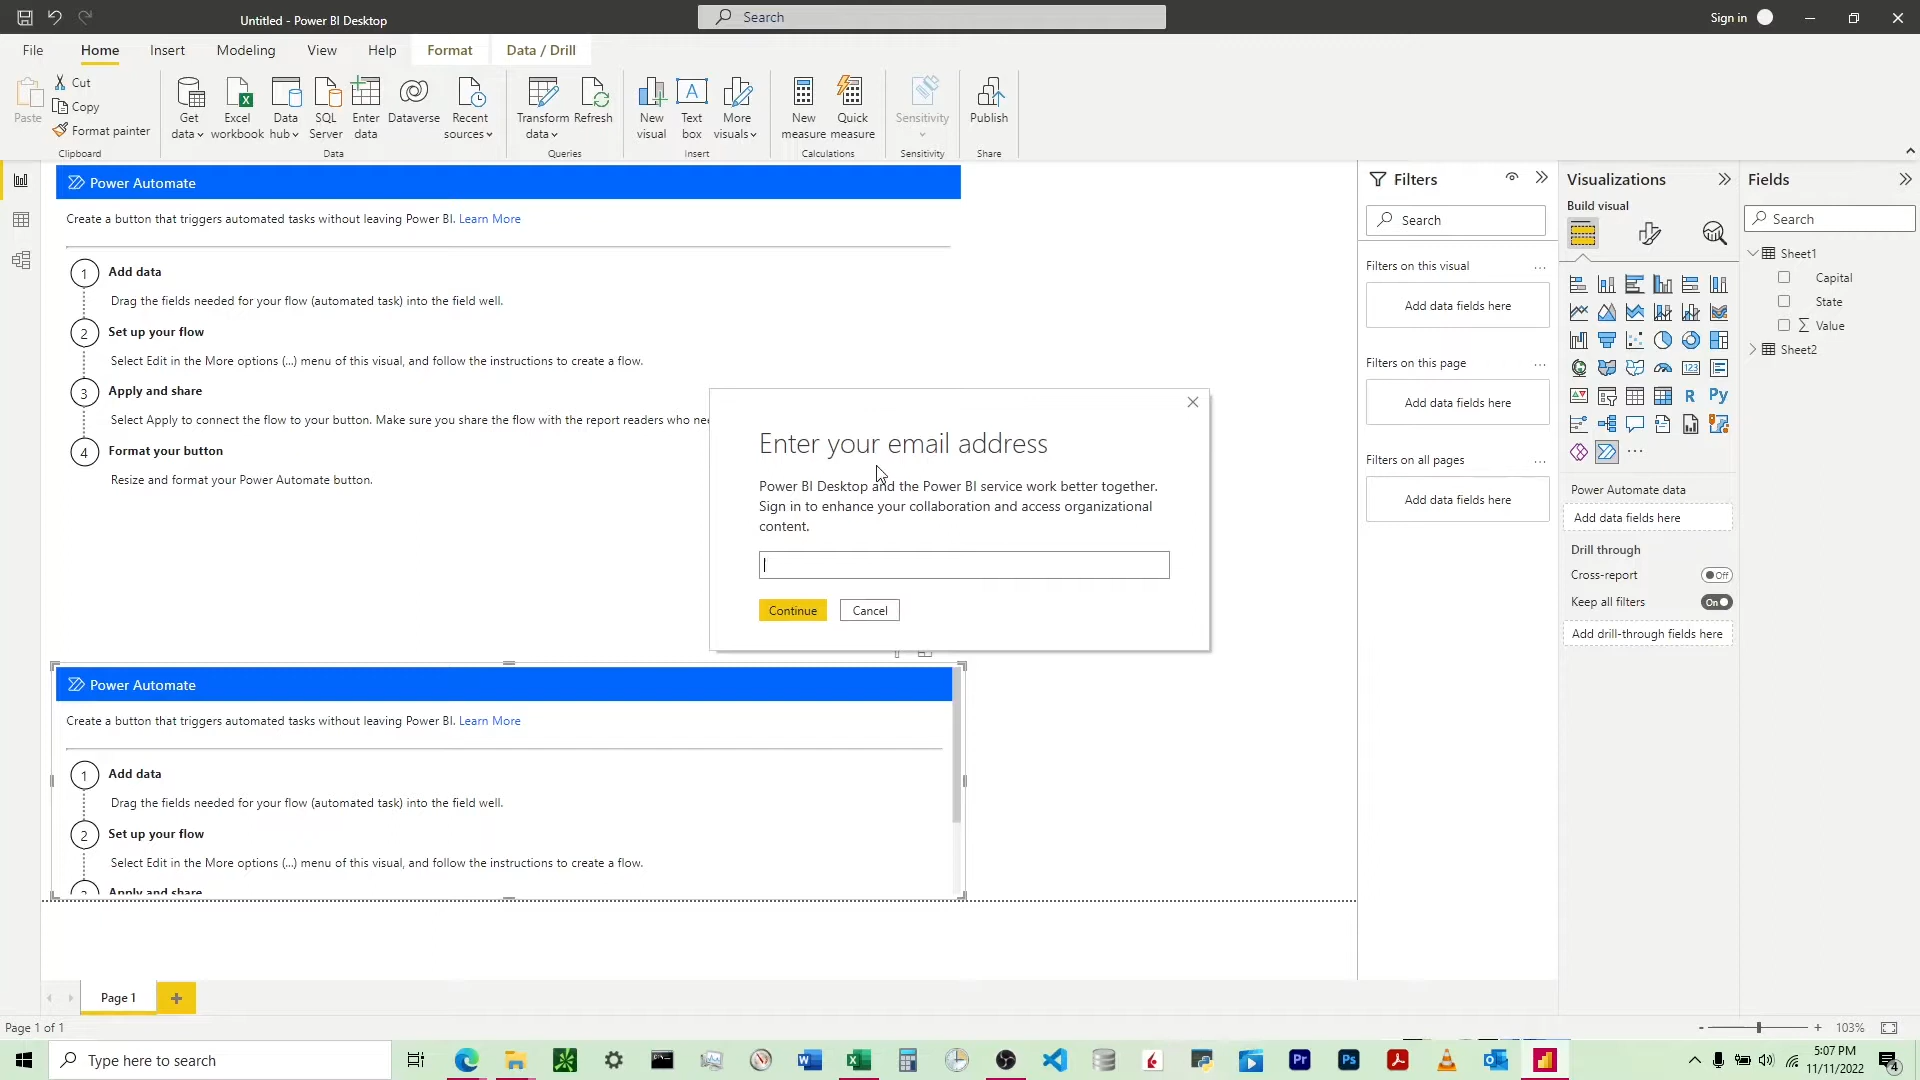 Untitled - Power BI Desktop
Search
Sign in
File
Home
Insert
Modeling
View
Help
Format
Data / Drill
Paste
Cut
Copy
Format painter
Clipboard
Get data
Excel workbook
Data hub
SQL Server
Enter data
Dataverse
Recent sources
Data
Transform data
Refresh
Queries
New visual
Text box
More visuals
Insert
New measure
Quick measure
Calculations
Sensitivity
Sensitivity
Publish
Share
Power Automate
Create a button that triggers automated tasks without leaving Power BI. Learn More
1 Add data
Drag the fields needed for your flow (automated task) into the field well.
2 Set up your flow
Select Edit in the More options (...) menu of this visual, and follow the instructions to create a flow.
3 Apply and share
Select Apply to connect the flow to your button. Make sure you share the flow with the report readers who
4 Format your button
Resize and format your Power Automate button.
Enter your email address
Power BI Desktop and the Power BI service work better together.
Sign in to enhance your collaboration and access organizational
content.
Continue
Cancel
Power Automate
Create a button that triggers automated tasks without leaving Power BI. Learn More
1 Add data
Drag the fields needed for your flow (automated task) into the field well.
2 Set up your flow
Select Edit in the More options (...) menu of this visual, and follow the instructions to create a flow.
Apply and share
Filters
Search
Filters on this visual
Add data fields here
Filters on this page
Add data fields here
Filters on all pages
Add data fields here
Visualizations
Build visual
123
R
Py
Power Automate data
Add data fields here
Drill through
Cross-report
Off
Keep all filters
On
Add drill-through fields here
Fields
Search
Sheet1
Capital
State
Value
Sheet2
Page 1
Page 1 of 1
103%
Type here to search
Pr
Ps
5:07 PM
11/11/2022
4